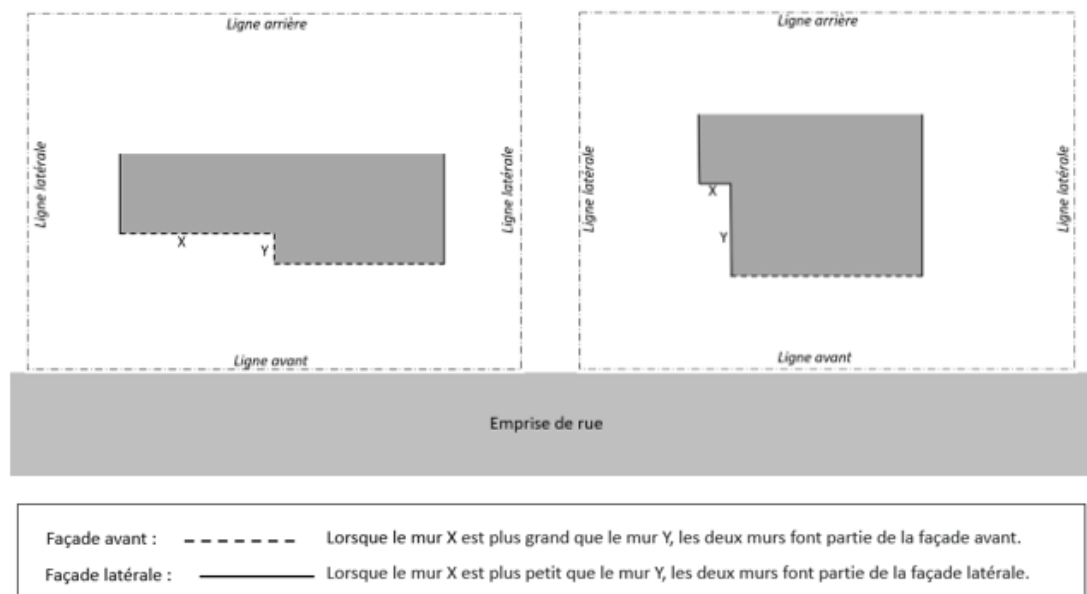 Ligne arrière
Ligne latérale
Ligne latérale
X
Y
Ligne avant
Ligne arrière
Ligne latérale
Ligne latérale
X
Y
Ligne avant
Emprise de rue
Façade avant : Lorsque le mur X est plus grand que le mur Y, les deux murs font partie de la façade avant.
Façade latérale : Lorsque le mur X est plus petit que le mur Y, les deux murs font partie de la façade latérale.